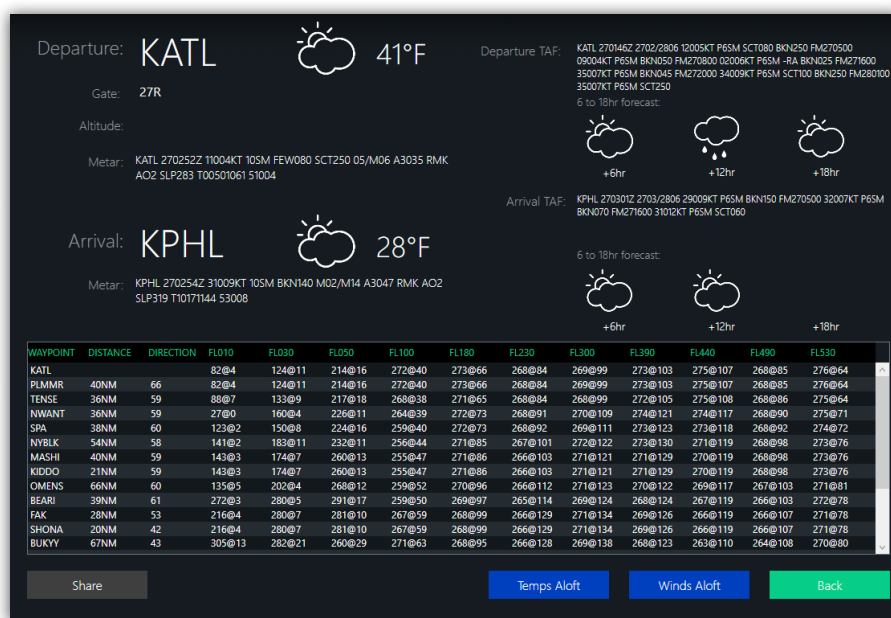 Departure: KATL 41°F
Gate: 27R
Altitude:
Metar: KATL 270252Z 11004KT 10SM FEW080 SCT250 05/M06 A3035 RMK
AO2 SLP283 T00501061 51004
Departure TAF: KATL 270146Z 2702/2806 12005KT P6SM SCT080 BKN250 FM270500
09004KT P6SM BKN050 FM270800 02006KT P6SM -RA BKN025 FM271600
35007KT P6SM BKN045 FM272000 34009KT P6SM SCT100 BKN250 FM280100
35007KT P6SM SCT250
6 to 18hr forecast:
+6hr +12hr +18hr
Arrival: KPHL 28°F
Metar: KPHL 270254Z 31009KT 10SM BKN140 M02/M14 A3047 RMK AO2
SLP319 T10171144 53008
Arrival TAF: KPHL 270301Z 2703/2806 29009KT P6SM BKN150 FM270500 32007KT P6SM
BKN070 FM271600 31012KT P6SM SCT060
6 to 18hr forecast:
+6hr +12hr +18hr
WAYPOINT DISTANCE DIRECTION FL010 FL030 FL050 FL100 FL180 FL230 FL300 FL390 FL440 FL490 FL530
KATL 82@4 124@11 214@16 272@40 273@66 268@84 269@99 273@103 275@107 268@85 276@64
PLMMR 40NM 66 82@4 124@11 214@16 272@40 273@66 268@84 269@99 273@103 275@107 268@85 276@64
TENSE 36NM 59 88@7 133@9 217@18 268@38 271@65 268@84 268@99 272@105 275@108 268@86 275@64
NWANT 36NM 59 27@0 160@4 226@11 264@39 272@73 268@91 270@109 274@121 274@117 268@90 275@71
SPA 38NM 60 123@2 150@8 224@16 259@40 272@73 268@92 269@111 273@123 273@118 268@92 274@72
NYBLK 54NM 58 141@2 183@11 232@11 256@44 271@85 267@101 272@122 273@130 271@119 268@98 273@76
MASHI 40NM 59 143@3 174@7 260@13 255@47 271@86 266@103 271@121 271@129 270@119 268@98 273@76
KIDDO 21NM 59 143@3 174@7 260@13 255@47 271@86 266@103 271@121 271@129 270@119 268@98 273@76
OMENS 66NM 60 135@5 202@4 268@12 259@52 270@96 266@112 271@123 270@122 269@117 267@103 271@81
BEARI 39NM 61 272@3 280@5 291@17 259@50 269@97 265@114 269@124 268@124 267@119 266@103 272@78
FAK 28NM 53 216@4 280@7 281@10 267@59 268@99 266@129 271@134 269@126 266@119 266@107 271@78
SHONA 20NM 42 216@4 280@7 281@10 267@59 268@99 266@129 271@134 269@126 266@119 266@107 271@78
BUKYY 67NM 43 305@13 282@21 260@29 271@63 268@95 266@128 269@138 268@123 263@110 264@108 270@80
Share Temps Aloft Winds Aloft Back